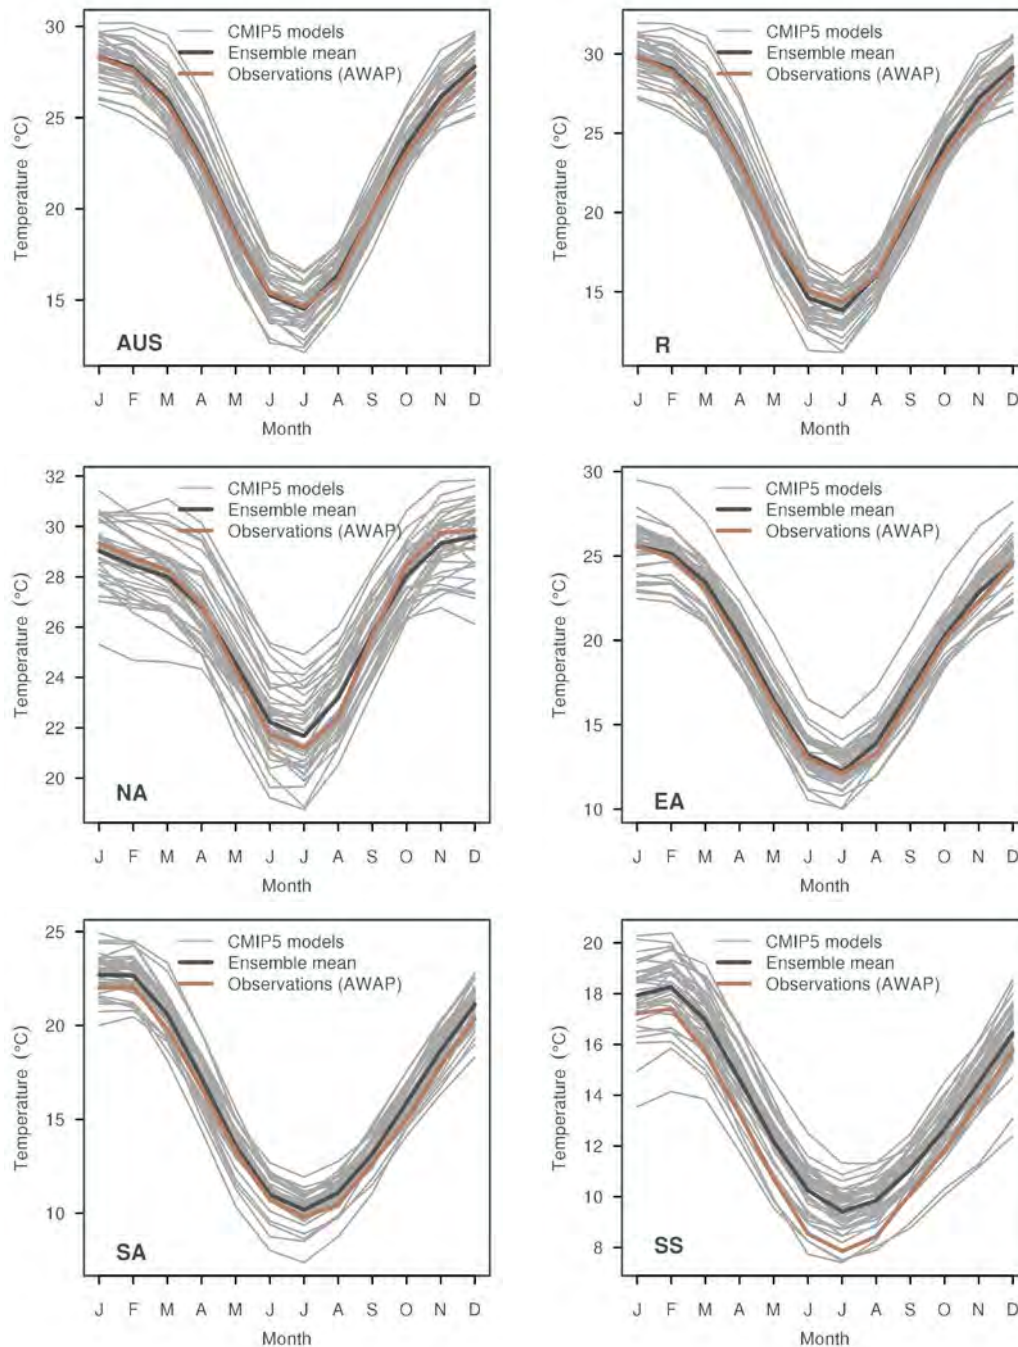 30
25
20
15
Temperature (°C)
CMIP5 models
Ensemble mean
Observations (AWAP)
AUS
J F M A M J J A S O N D
Month
30
25
20
15
Temperature (°C)
CMIP5 models
Ensemble mean
Observations (AWAP)
R
J F M A M J J A S O N D
Month
32
30
28
26
24
22
20
Temperature (°C)
CMIP5 models
Ensemble mean
Observations (AWAP)
NA
J F M A M J J A S O N D
Month
30
25
20
15
10
Temperature (°C)
CMIP5 models
Ensemble mean
Observations (AWAP)
EA
J F M A M J J A S O N D
Month
25
20
15
10
Temperature (°C)
CMIP5 models
Ensemble mean
Observations (AWAP)
SA
J F M A M J J A S O N D
Month
20
18
16
14
12
10
8
Temperature (°C)
CMIP5 models
Ensemble mean
Observations (AWAP)
SS
J F M A M J J A S O N D
Month